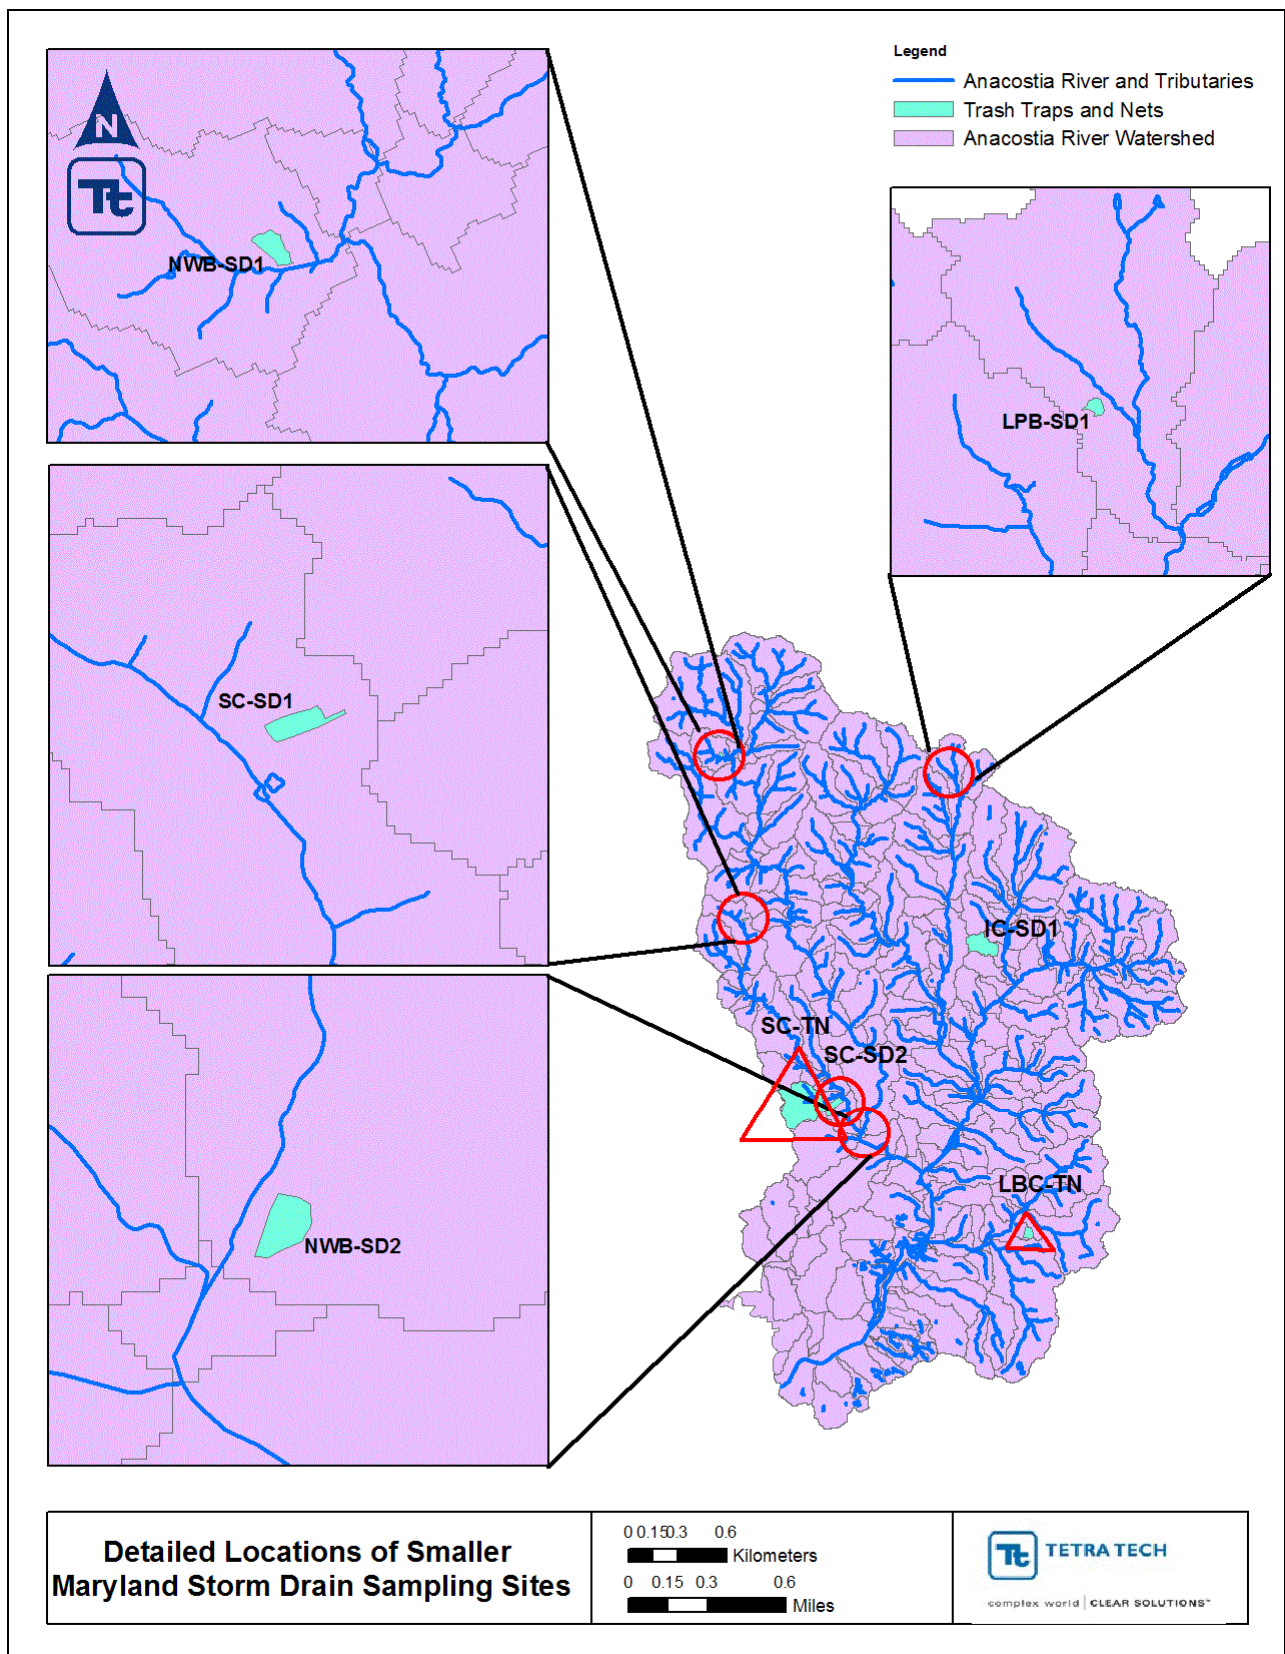 Legend
Anacostia River and Tributaries
Trash Traps and Nets
Anacostia River Watershed
N
Tt
NWB-SD1
LPB-SD1
SC-SD1
IC-SD1
SC-TN
SC-SD2
LBC-TN
NWB-SD2
Detailed Locations of Smaller
Maryland Storm Drain Sampling Sites
0 0.15 0.3 0.6
Kilometers
0 0.15 0.3 0.6
Miles
Tt TETRA TECH
complex world | CLEAR SOLUTIONS™